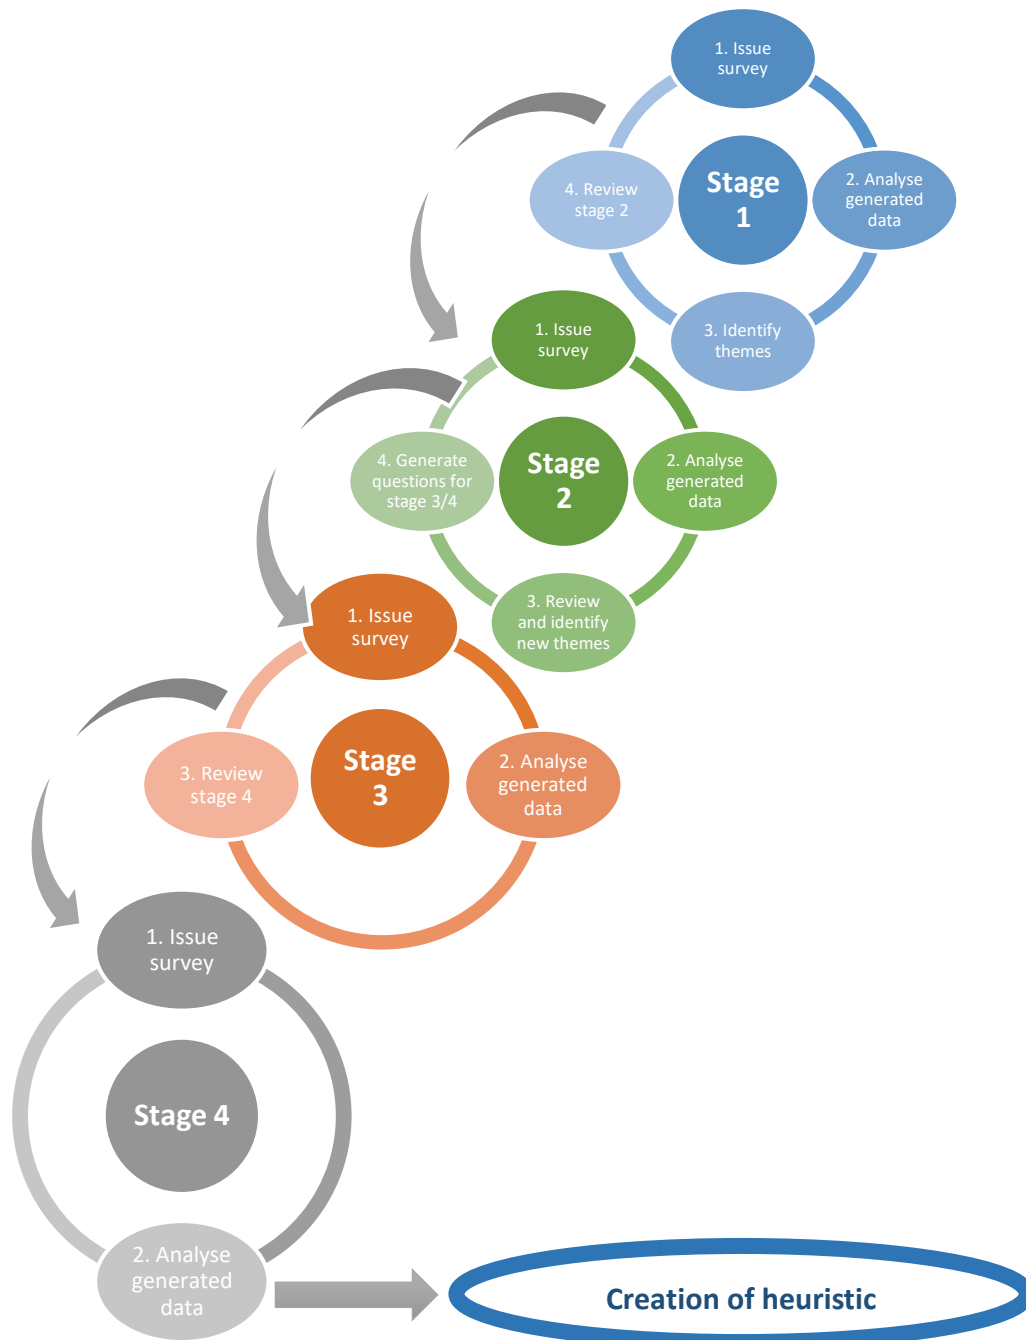 1. Issue
survey
Stage
1
2. Analyse
generated
data
3. Identify
themes
4. Review
stage 2
1. Issue
survey
Stage
2
2. Analyse
generated
data
3. Review
and identify
new themes
4. Generate
questions for
stage 3/4
1. Issue
survey
Stage
3
2. Analyse
generated
data
3. Review
stage 4
1. Issue
survey
Stage 4
2. Analyse
generated
data
Creation of heuristic